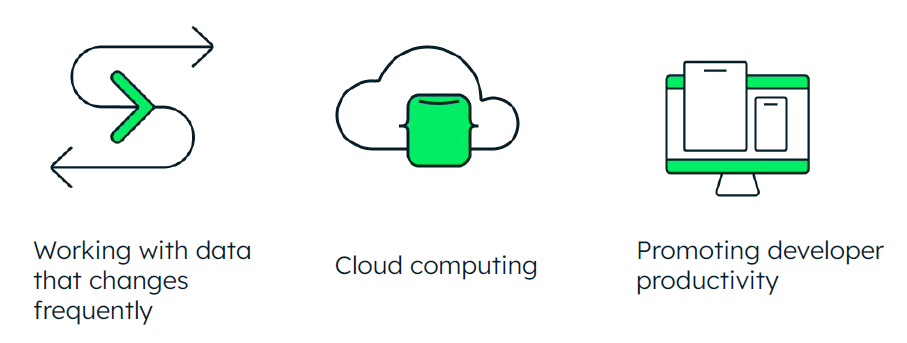 Working with data
that changes
frequently
Cloud computing
Promoting developer
productivity